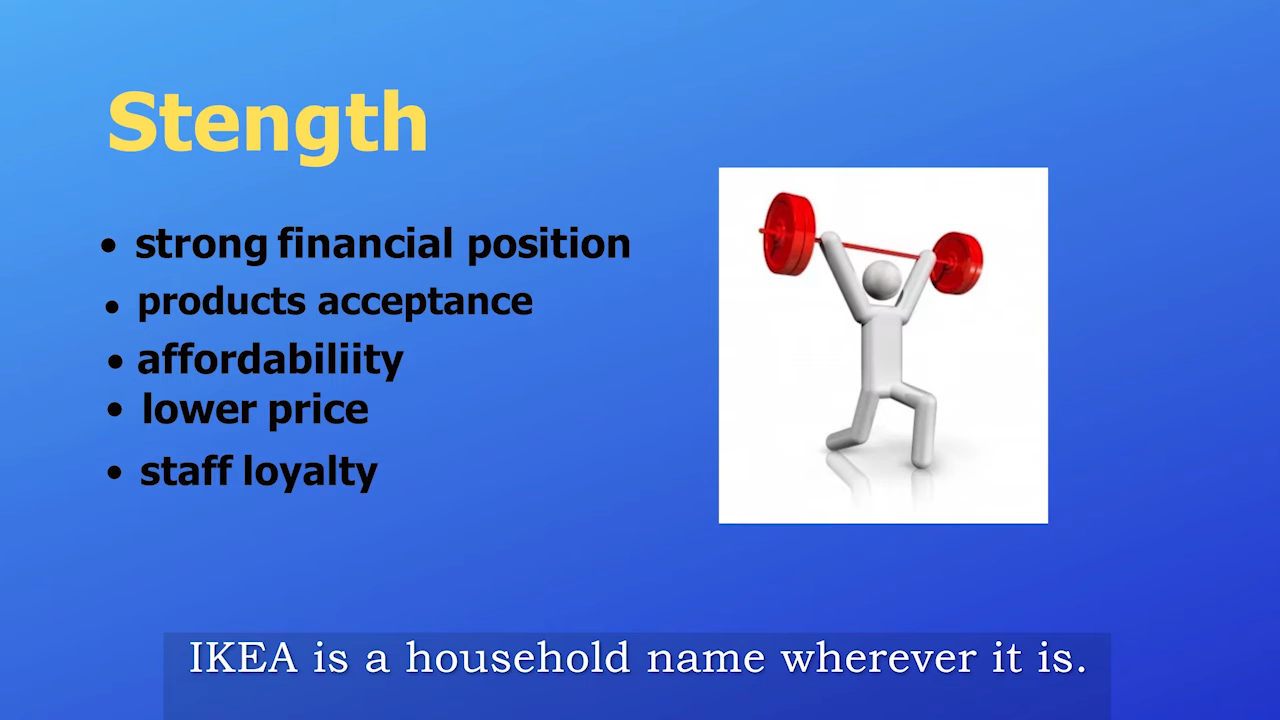 Stength
• strong financial position
• products acceptance
• affordabiliity
• lower price
• staff loyalty
IKEA is a household name wherever it is.